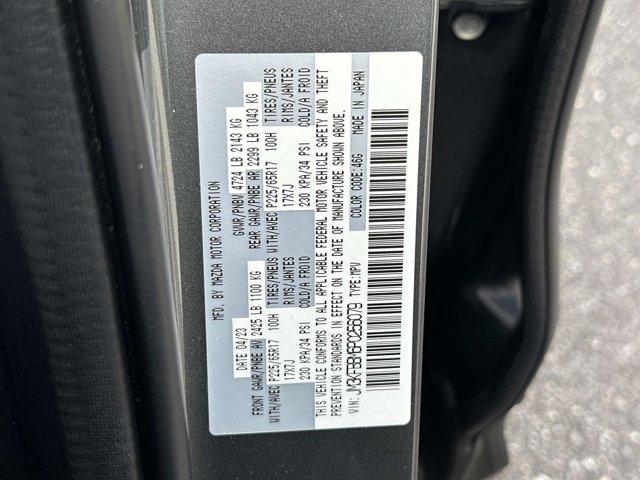 MFD. BY MAZDA MOTOR CORPORATION
DATE 04/23 GVWR/PNBV 4724 LB 2143 KG
FRONT GAWR/PNBE AV 2425 LB 1100 KG REAR GAWR/PNBE AR 2299 LB 1043 KG
WITH/AVEC P225/65R17 100H TIRES/PNEUS WITH/AVEC P225/65R17 100H TIRES/PNEUS
17X7J RIMS/JANTES 17X7J RIMS/JANTES
230 KPA/34 PSI COLD/A FROID 230 KPA/34 PSI COLD/A FROID
THIS VEHICLE CONFORMS TO ALL APPLICABLE FEDERAL MOTOR VEHICLE SAFETY AND THEFT
PREVENTION STANDARDS IN EFFECT ON THE DATE OF MANUFACTURE SHOWN ABOVE.
VIN: JM3KFBBM6P0256079 TYPE:MPV COLOR CODE:46G MADE IN JAPAN